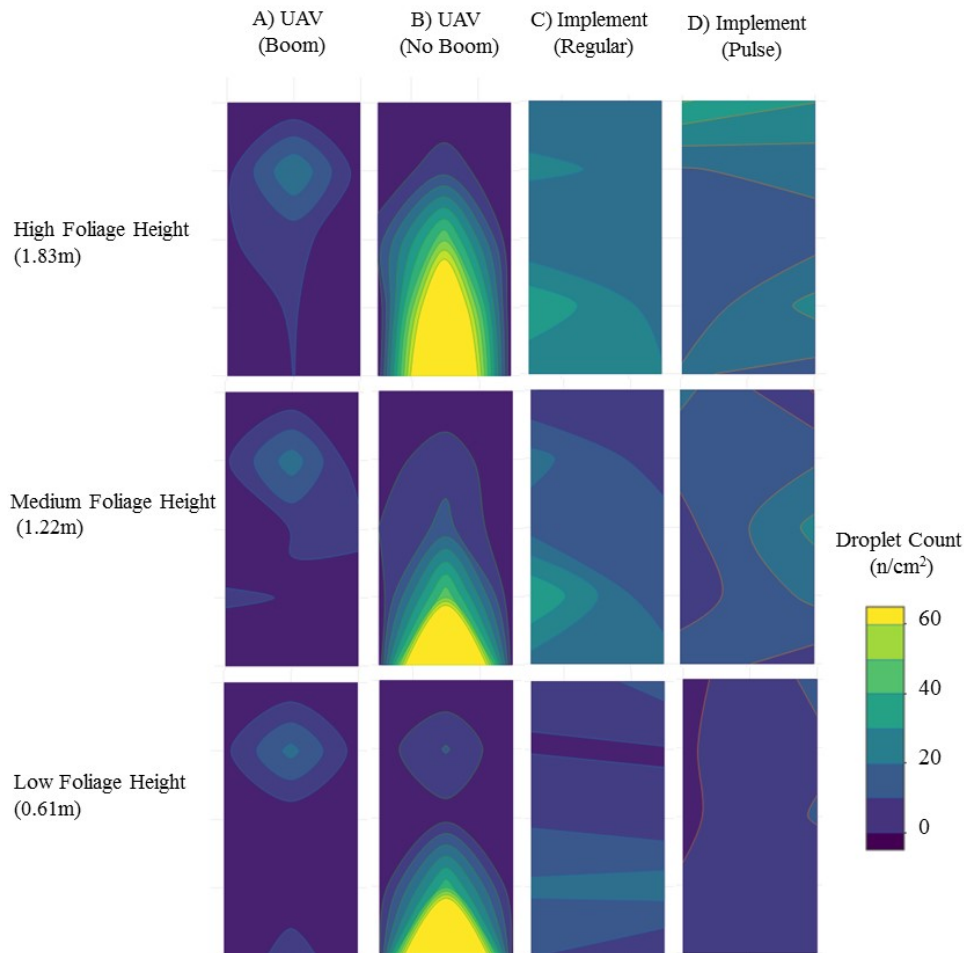 A) UAV
(Boom)
B) UAV
(No Boom)
C) Implement
(Regular)
D) Implement
(Pulse)
High Foliage Height
(1.83m)
Medium Foliage Height
(1.22m)
Low Foliage Height
(0.61m)
Droplet Count
(n/cm²)
60
40
20
0